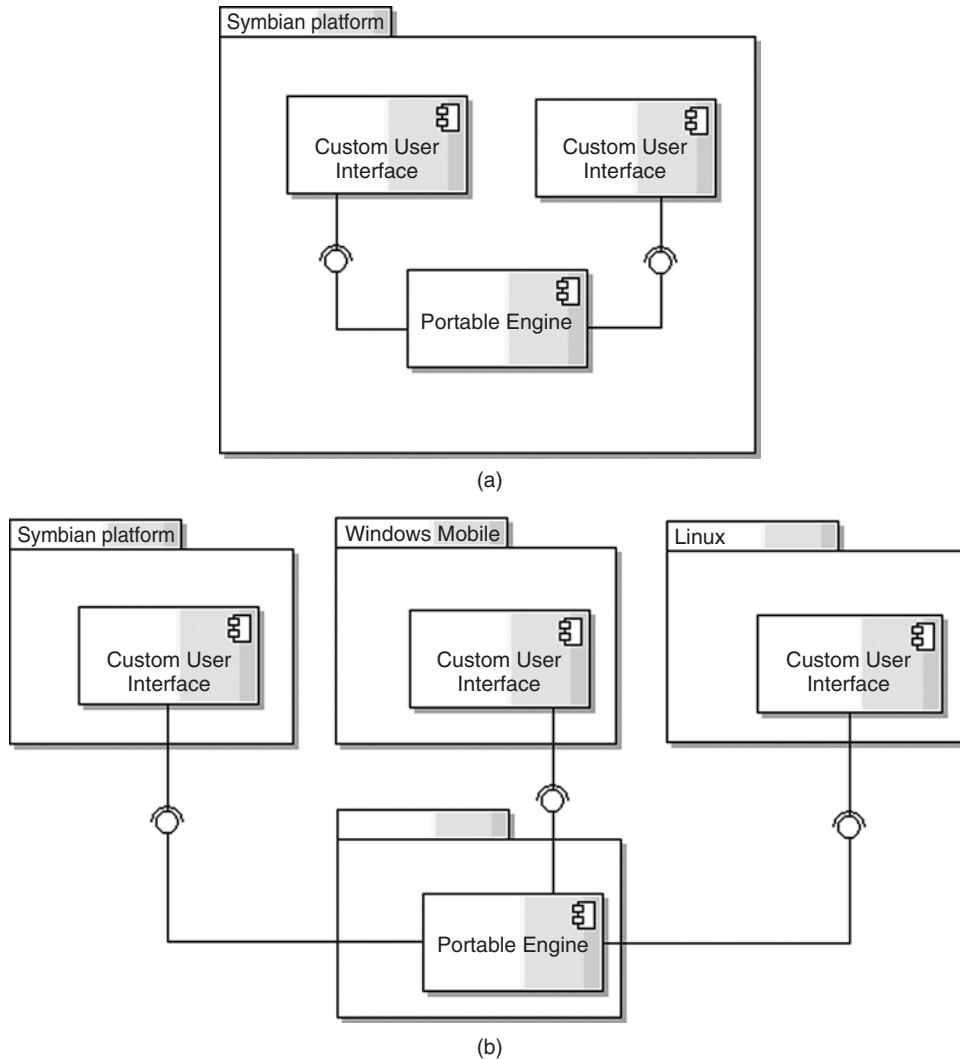 Symbian platform
Custom User
Interface
Custom User
Interface
Portable Engine
(a)
Symbian platform
Windows Mobile
Linux
Custom User
Interface
Custom User
Interface
Custom User
Interface
Portable Engine
(b)